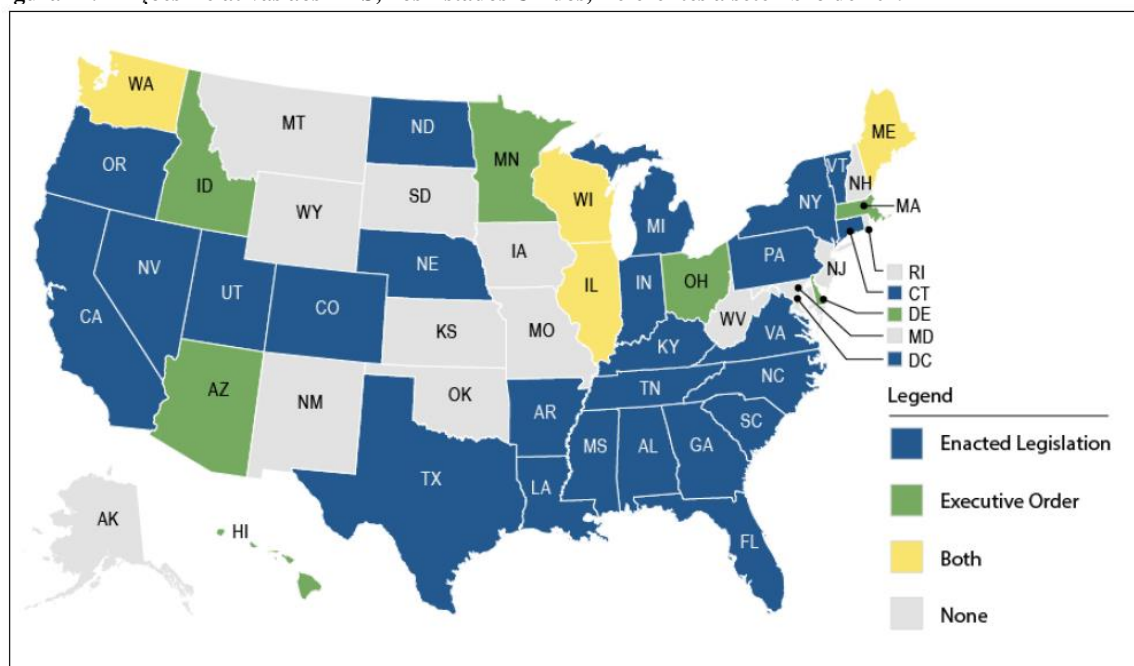 WA
MT
ND
MN
ME
OR
ID
SD
WI
VT
NH
WY
NY
MA
MI
IA
NE
PA
NV
IL
IN
OH
NJ
RI
UT
CT
CO
CA
DE
WV
KS
MO
VA
MD
KY
DC
NC
TN
AZ
OK
NM
AR
SC
MS
AL
GA
TX
LA
AK
HI
FL
Legend
Enacted Legislation
Executive Order
Both
None